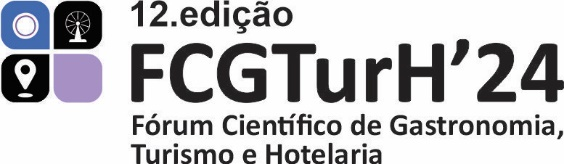 12.edição
FCGTurH’24
Fórum Científico de Gastronomia,
Turismo e Hotelaria